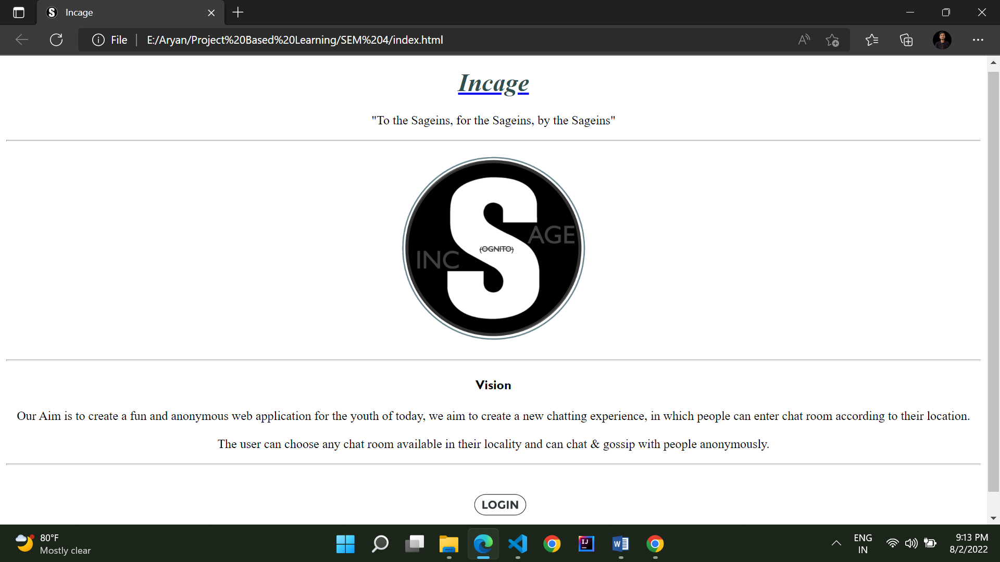 Incage
File
E:/Aryan/Project%20Based%20Learning/SEM%204/index.html
Incage
"To the Sageins, for the Sageins, by the Sageins"
S
AGE
(OGNITO)
INC
Vision
Our Aim is to create a fun and anonymous web application for the youth of today, we aim to create a new chatting experience, in which people can enter chat room according to their location.
The user can choose any chat room available in their locality and can chat & gossip with people anonymously.
LOGIN
80°F
Mostly clear
ENG
IN
9:13 PM
8/2/2022